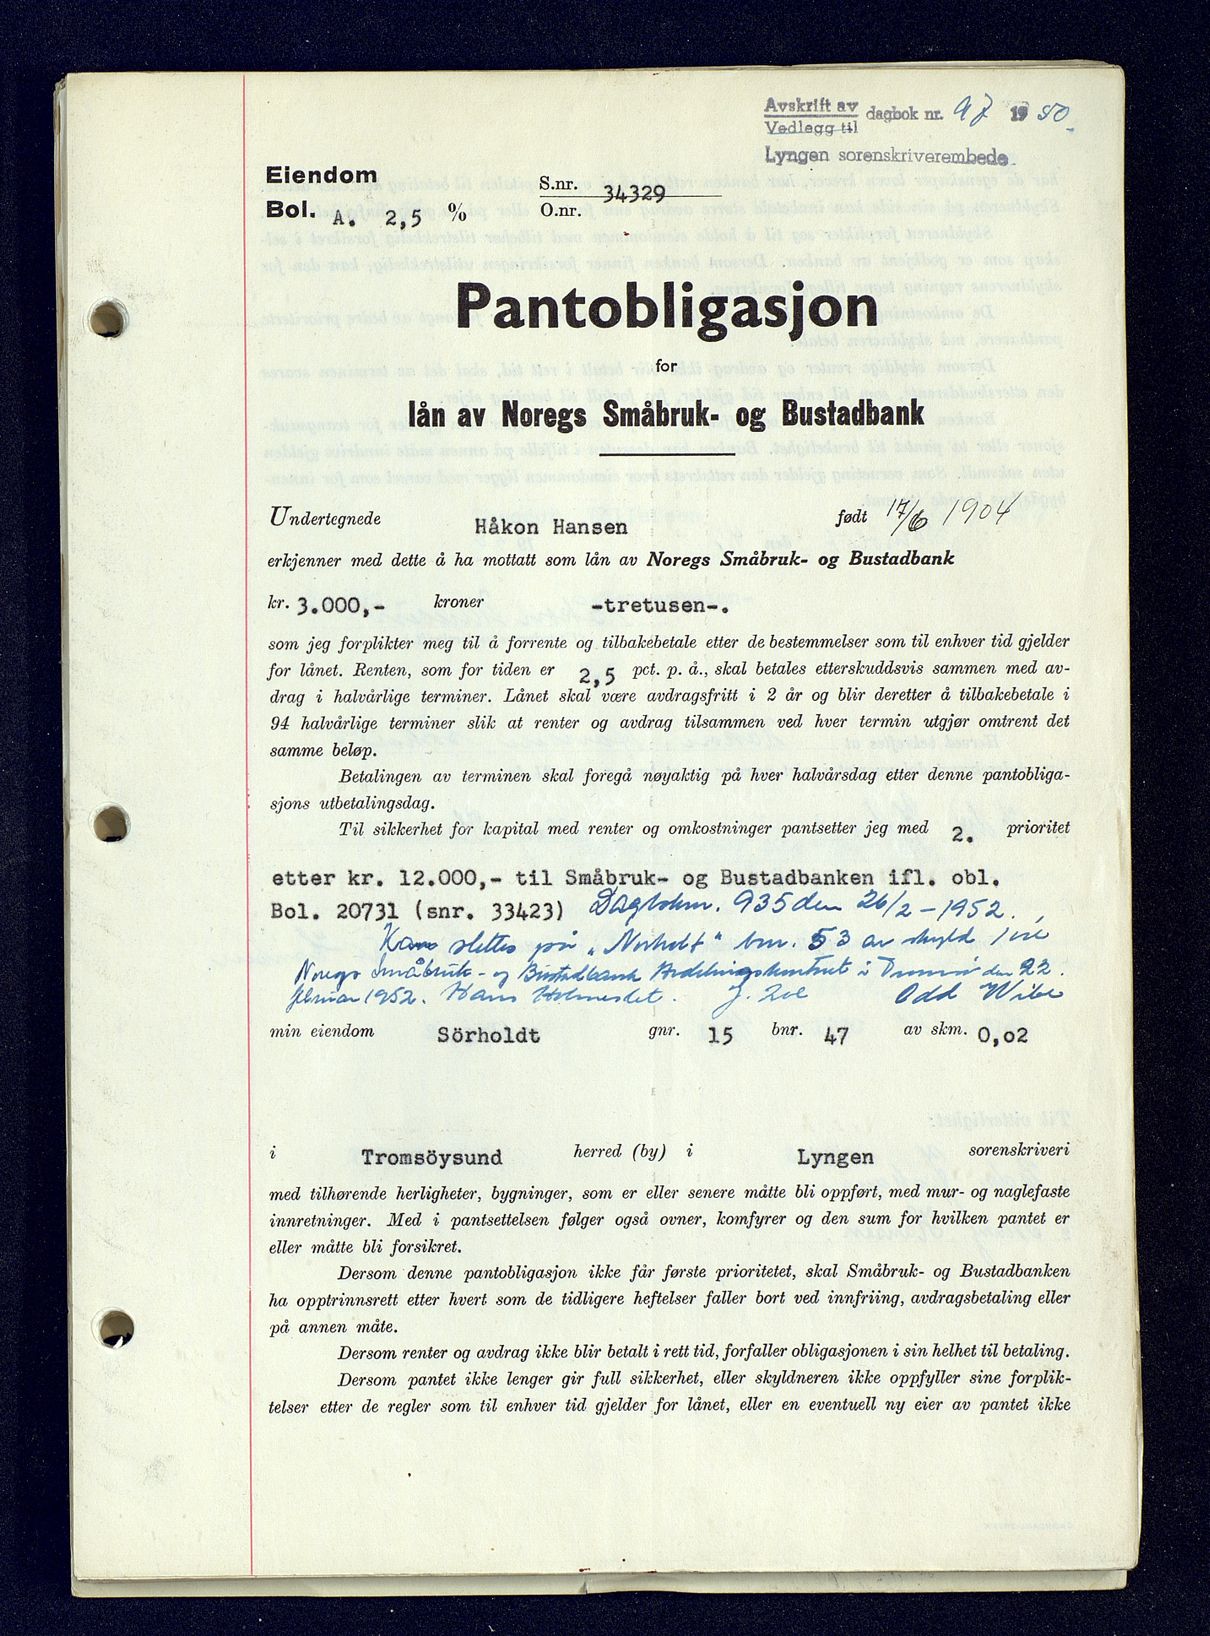 Avskrift av
Vedlegg til
dagbok nr. 97 1950
Lyngen sorenskriverembede
Eiendom
Bol. A. 2,5 %
S.nr. 34329
O.nr.
Pantobligasjon
for
lån av Noregs Småbruk- og Bustadbank
Undertegnede Håkon Hansen født 17/6 1904
erkjenner med dette å ha mottatt som lån av Noregs Småbruk- og Bustadbank
kr. 3.000,- kroner -tretusen-.
som jeg forplikter meg til å forrente og tilbakebetale etter de bestemmelser som til enhver tid gjelder
for lånet. Renten, som for tiden er 2,5 pct. p. å., skal betales etterskuddsvis sammen med av-
drag i halvårlige terminer. Lånet skal være avdragsfritt i 2 år og blir deretter å tilbakebetale i
94 halvårlige terminer slik at renter og avdrag tilsammen ved hver termin utgjør omtrent det
samme beløp.
Betalingen av terminen skal foregå nøyaktig på hver halvårsdag etter denne pantobliga-
sjons utbetalingsdag.
Til sikkerhet for kapital med renter og omkostninger pantsetter jeg med 2. prioritet
etter kr. 12.000,- til Småbruk- og Bustadbanken ifl. obl.
Bol. 20731 (snr. 33423) Dagboknr. 935 den 26/2-1952.
Kan slettes på "Norholdt" bnr. 53 av skyld 1 øre
Noregs Småbruk- og Bustadbank Avdelingskontoret i Tromsø den 22.
februar 1952. Hans Holmeslet. Odd Wibe
min eiendom Sörholdt gnr. 15 bnr. 47 av skm. 0,02
i Tromsöysund herred (by) i Lyngen sorenskriveri
med tilhørende herligheter, bygninger, som er eller senere måtte bli oppført, med mur- og naglefaste
innretninger. Med i pantsettelsen følger også ovner, komfyrer og den sum for hvilken pantet er
eller måtte bli forsikret.
Dersom denne pantobligasjon ikke får første prioritetet, skal Småbruk- og Bustadbanken
ha opptrinnsrett etter hvert som de tidligere heftelser faller bort ved innfriing, avdragsbetaling eller
på annen måte.
Dersom renter og avdrag ikke blir betalt i rett tid, forfaller obligasjonen i sin helhet til betaling.
Dersom pantet ikke lenger gir full sikkerhet, eller skyldneren ikke oppfyller sine forplik-
telser etter de regler som til enhver tid gjelder for lånet, eller en eventuell ny eier av pantet ikke